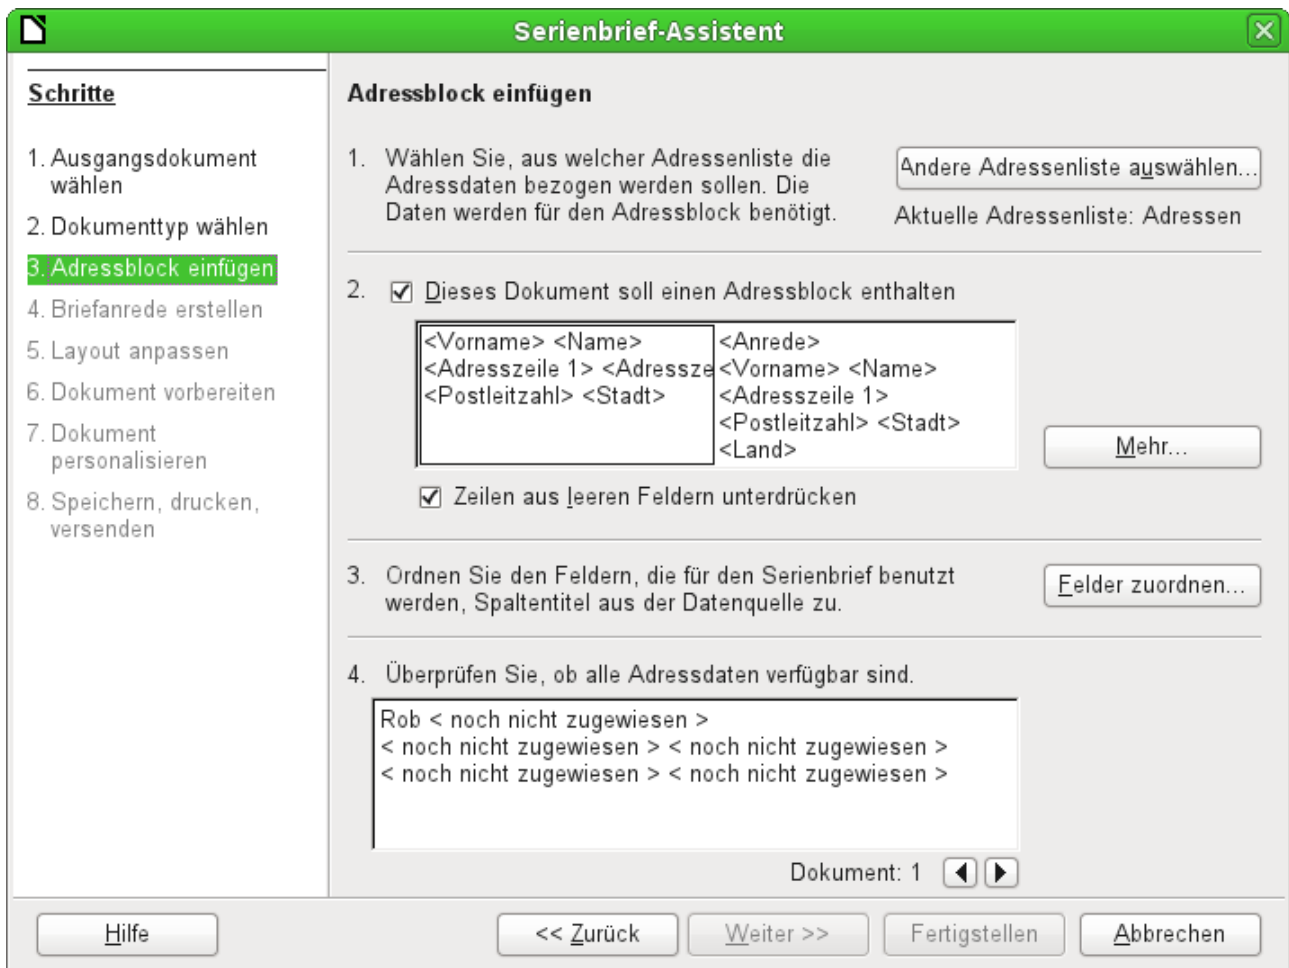 Serienbrief-Assistent
Schritte
1. Ausgangsdokument
wählen
2. Dokumenttyp wählen
3. Adressblock einfügen
4. Briefanrede erstellen
5. Layout anpassen
6. Dokument vorbereiten
7. Dokument
personalisieren
8. Speichern, drucken,
versenden
Adressblock einfügen
1. Wählen Sie, aus welcher Adressenliste die
Adressdaten bezogen werden sollen. Die
Daten werden für den Adressblock benötigt.
Andere Adressenliste auswählen...
Aktuelle Adressenliste: Adressen
2. Dieses Dokument soll einen Adressblock enthalten
<Vorname> <Name>
<Adresszeile 1> <Adressze
<Postleitzahl> <Stadt>
<Anrede>
<Vorname> <Name>
<Adresszeile 1>
<Postleitzahl> <Stadt>
<Land>
Mehr...
Zeilen aus leeren Feldern unterdrücken
3. Ordnen Sie den Feldern, die für den Serienbrief benutzt
werden, Spaltentitel aus der Datenquelle zu.
Felder zuordnen...
4. Überprüfen Sie, ob alle Adressdaten verfügbar sind.
Rob < noch nicht zugewiesen >
< noch nicht zugewiesen > < noch nicht zugewiesen >
< noch nicht zugewiesen > < noch nicht zugewiesen >
Dokument: 1
Hilfe
<< Zurück
Weiter >>
Fertigstellen
Abbrechen